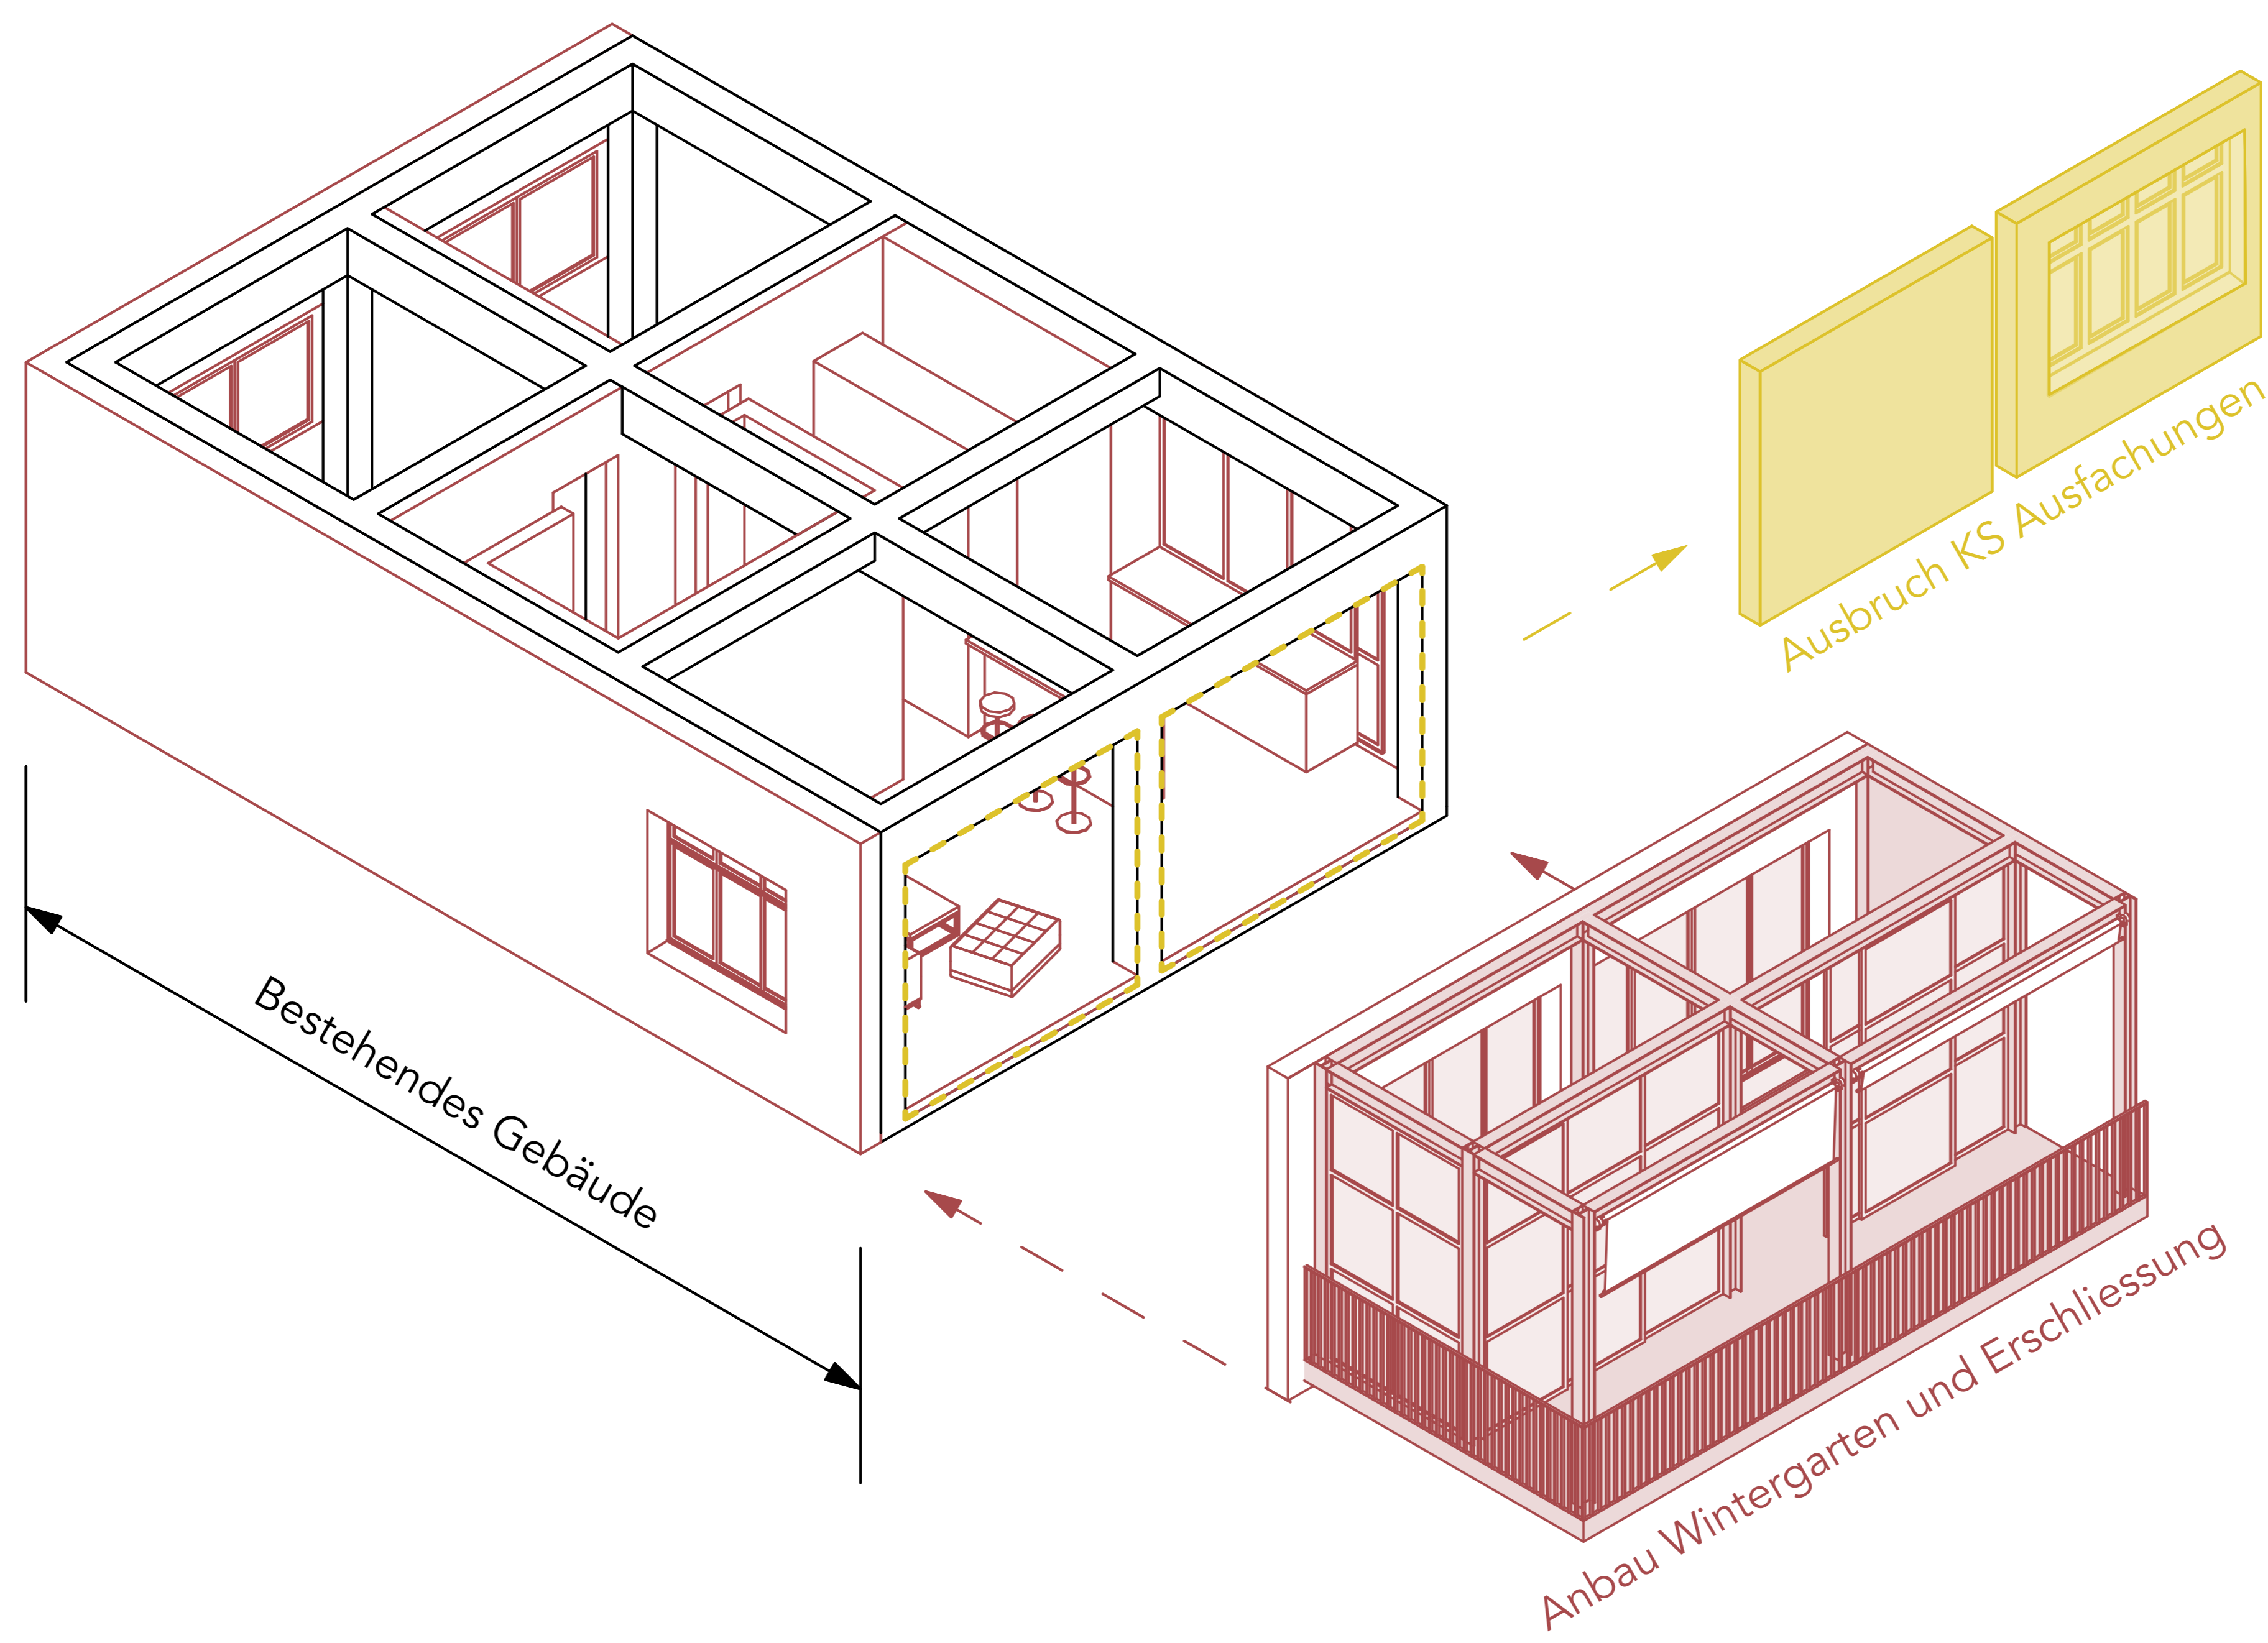 Ausbruch KS Ausfachungen
Bestehendes Gebäude
Anbau Wintergarten und Erschliessung